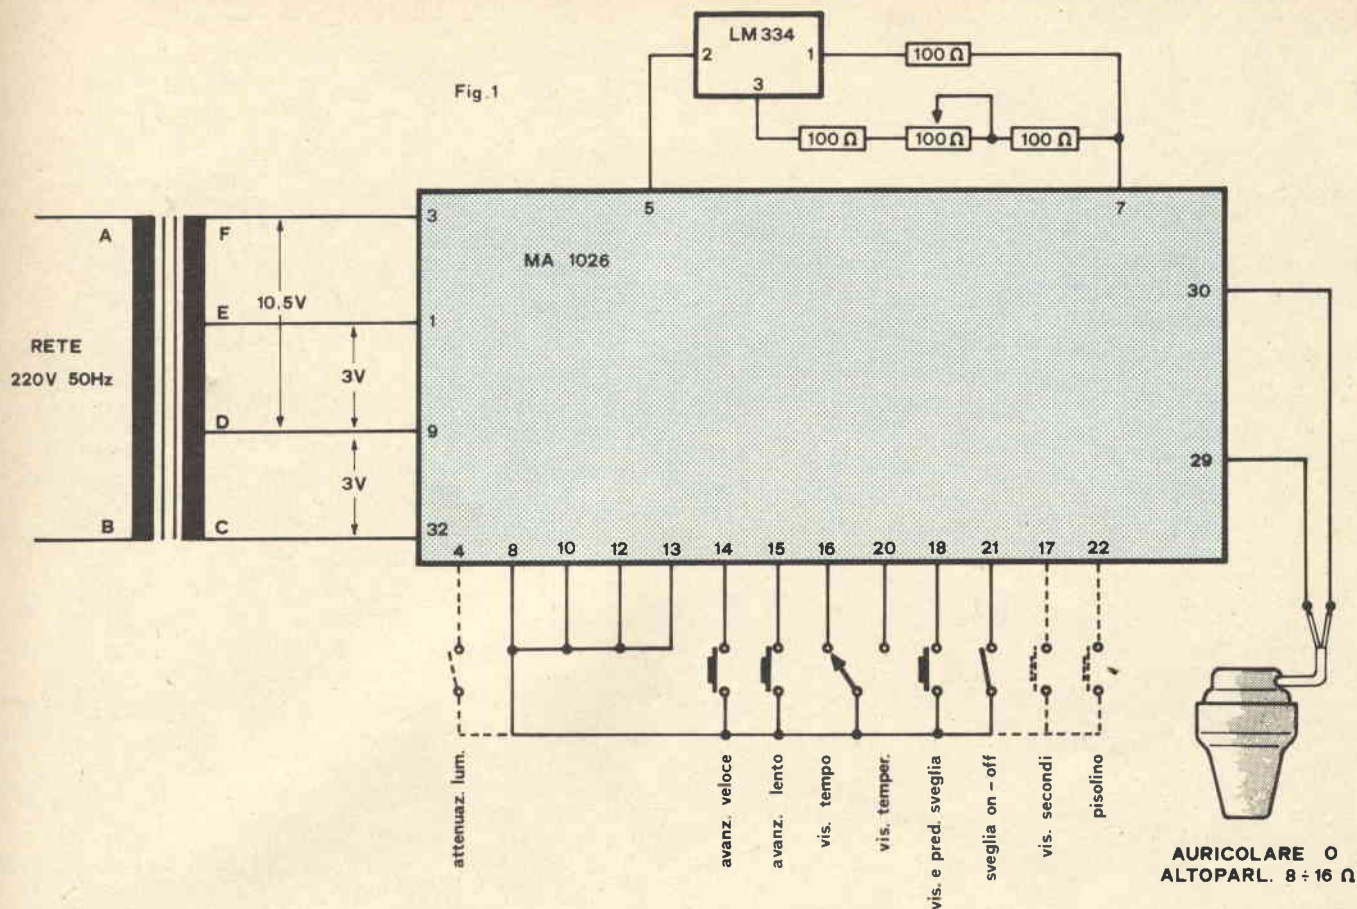 LM 334
2
1
3
100 Ω
Fig.1
100 Ω
100 Ω
100 Ω
5
7
3
A
F
MA 1026
10.5V
30
E
1
RETE
220V 50Hz
3V
D
9
29
3V
B
C
32
4
8
10
12
13
14
15
16
20
18
21
17
22
attenuaz. lum.
avanz. veloce
avanz. lento
vis. tempo
vis. temper.
vis. e pred. sveglia
sveglia on - off
vis. secondi
pisolino
AURICOLARE O
ALTOPARL. 8 ÷ 16 Ω